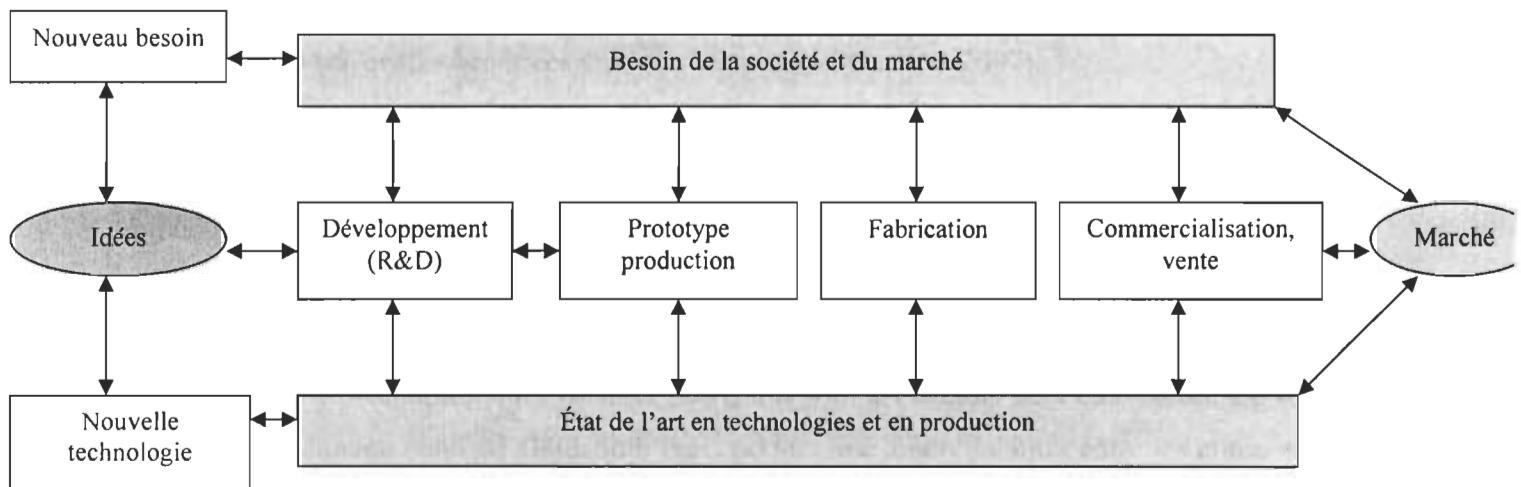 Nouveau besoin
Besoin de la société et du marché
Idées
Développement
(R&D)
Prototype
production
Fabrication
Commercialisation,
vente
Marché
Nouvelle
technologie
État de l'art en technologies et en production